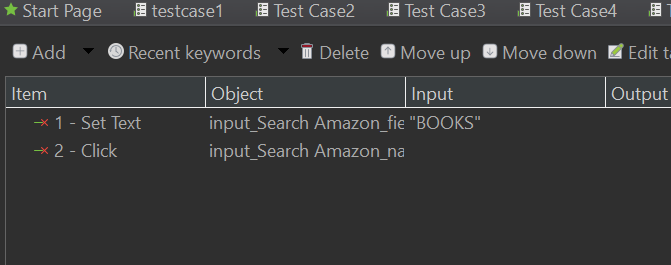 Start Page testcase1 Test Case2 Test Case3 Test Case4
Add Recent keywords Delete Move up Move down Edit ta
Item Object Input Output
1 - Set Text input_Search Amazon_fie "BOOKS"
2 - Click input_Search Amazon_na